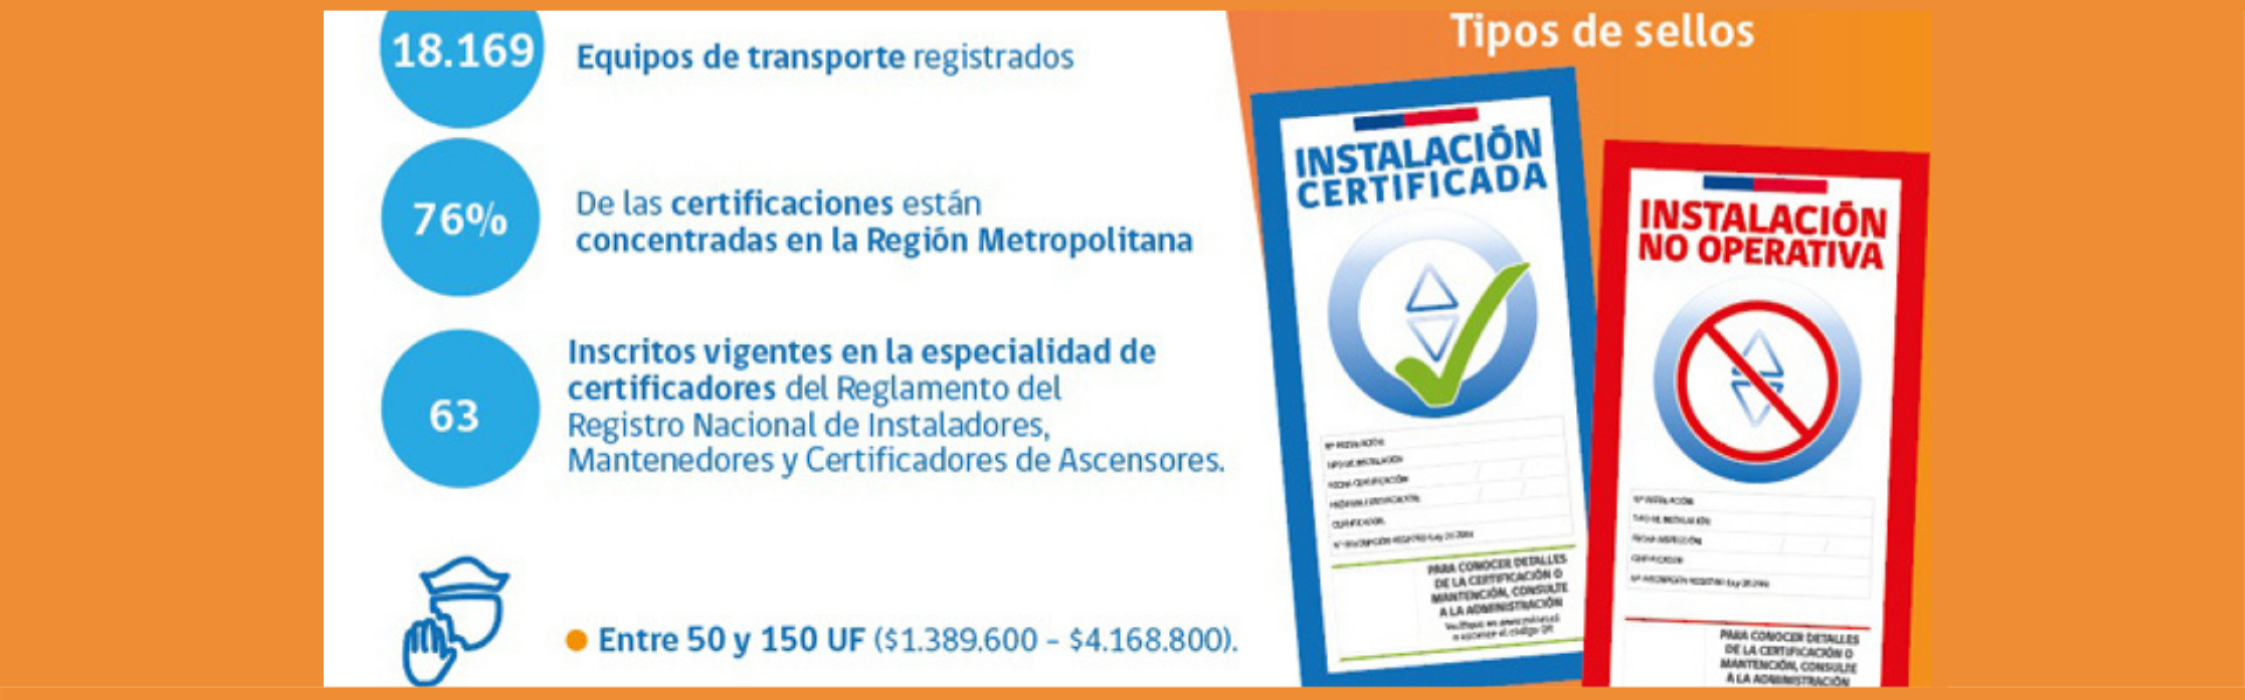 18.169
Equipos de transporte registrados
76%
De las certificaciones están
concentradas en la Región Metropolitana
63
Inscritos vigentes en la especialidad de
certificadores del Reglamento del
Registro Nacional de Instaladores,
Mantenedores y Certificadores de Ascensores.
Entre 50 y 150 UF ($1.389.600 – $4.168.800).
Tipos de sellos
INSTALACIÓN
CERTIFICADA
PARA CONOCER DETALLES
DE LA CERTIFICACIÓN O
MANTENCIÓN, CONSULTE
A LA ADMINISTRACIÓN
INSTALACIÓN
NO OPERATIVA
PARA CONOCER DETALLES
DE LA CERTIFICACIÓN O
MANTENCIÓN, CONSULTE
A LA ADMINISTRACIÓN